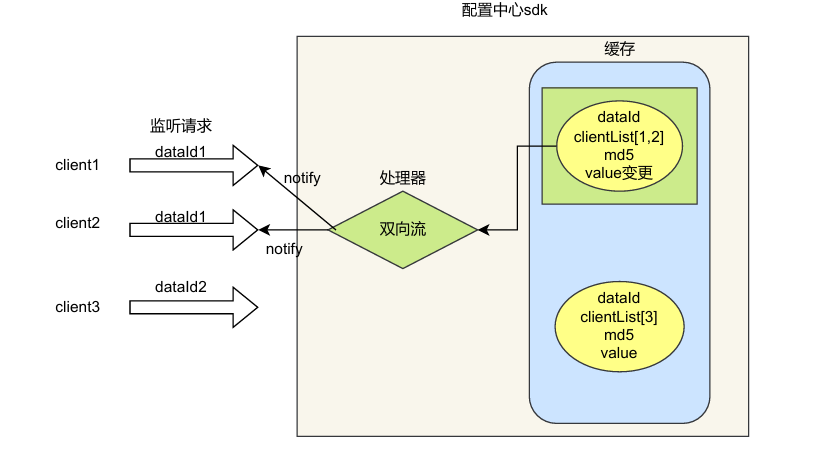 配置中心sdk
缓存
监听请求
client1
dataId1
client2
dataId1
client3
dataId2
notify
notify
处理器
双向流
dataId
clientList[1,2]
md5
value变更
dataId
clientList[3]
md5
value